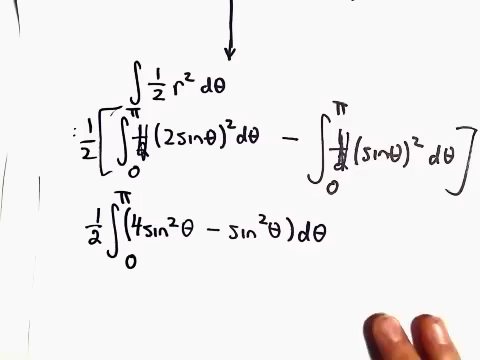 ∫ 1/2 r² dθ
: 1/2 [ ∫₀^π (2sinθ)² dθ − ∫₀^π (sinθ)² dθ ]
1/2 ∫₀^π (4sin²θ − sin²θ) dθ